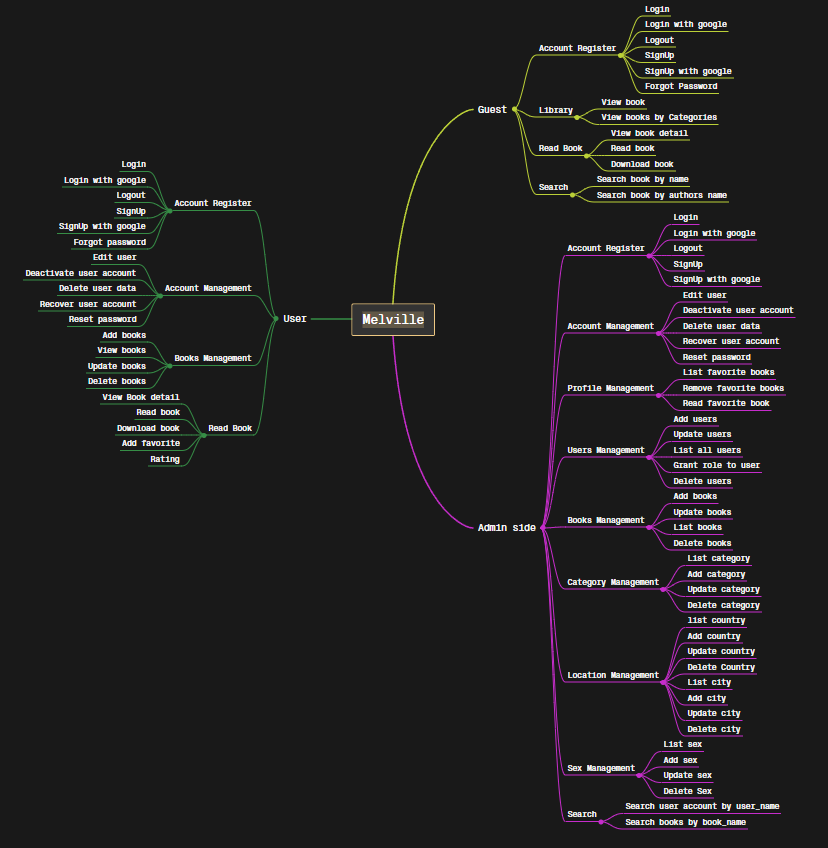 Melville
Guest
Account Register
Login
Login with google
Logout
SignUp
SignUp with google
Forgot Password
Library
View book
View books by Categories
Read Book
View book detail
Read book
Download book
Search
Search book by name
Search book by authors name
User
Account Register
Login
Login with google
Logout
SignUp
SignUp with google
Forgot password
Account Management
Edit user
Deactivate user account
Delete user data
Recover user account
Reset password
Books Management
Add books
View books
Update books
Delete books
Read Book
View Book detail
Read book
Download book
Add favorite
Rating
Admin side
Account Register
Login
Login with google
Logout
SignUp
SignUp with google
Account Management
Edit user
Deactivate user account
Delete user data
Recover user account
Reset password
Profile Management
List favorite books
Remove favorite books
Read favorite book
Users Management
Add users
Update users
List all users
Grant role to user
Delete users
Books Management
Add books
Update books
List books
Delete books
Category Management
List category
Add category
Update category
Delete category
Location Management
list country
Add country
Update country
Delete Country
List city
Add city
Update city
Delete city
Sex Management
List sex
Add sex
Update sex
Delete Sex
Search
Search user account by user_name
Search books by book_name